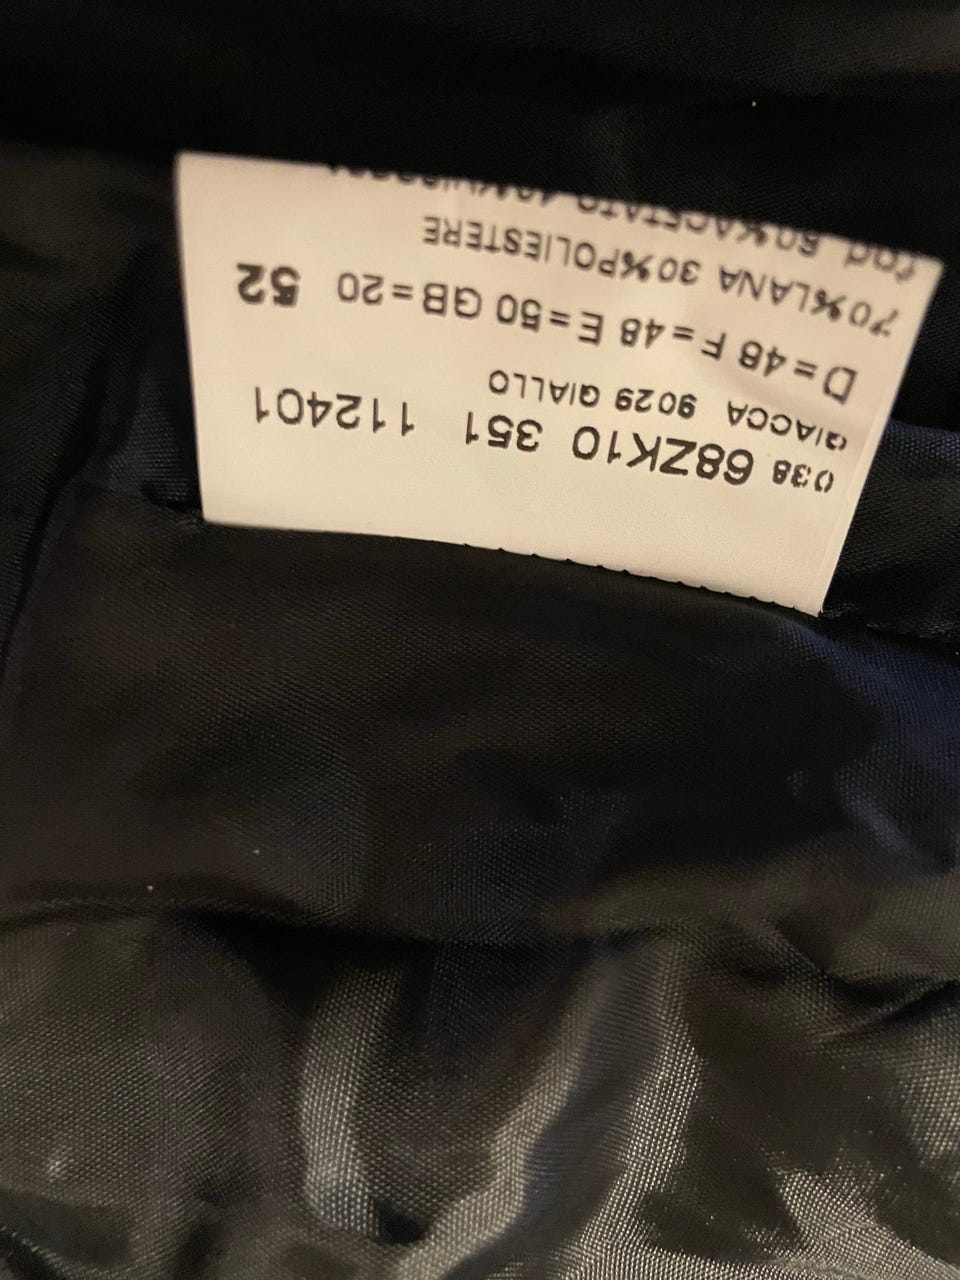 038 68ZK10 351 112401
GIACCA 9029 GIALLO
D=48 F=48 E=50 GB=20 52
70%LANA 30%POLIESTERE
fod. 60%ACETATO 40%